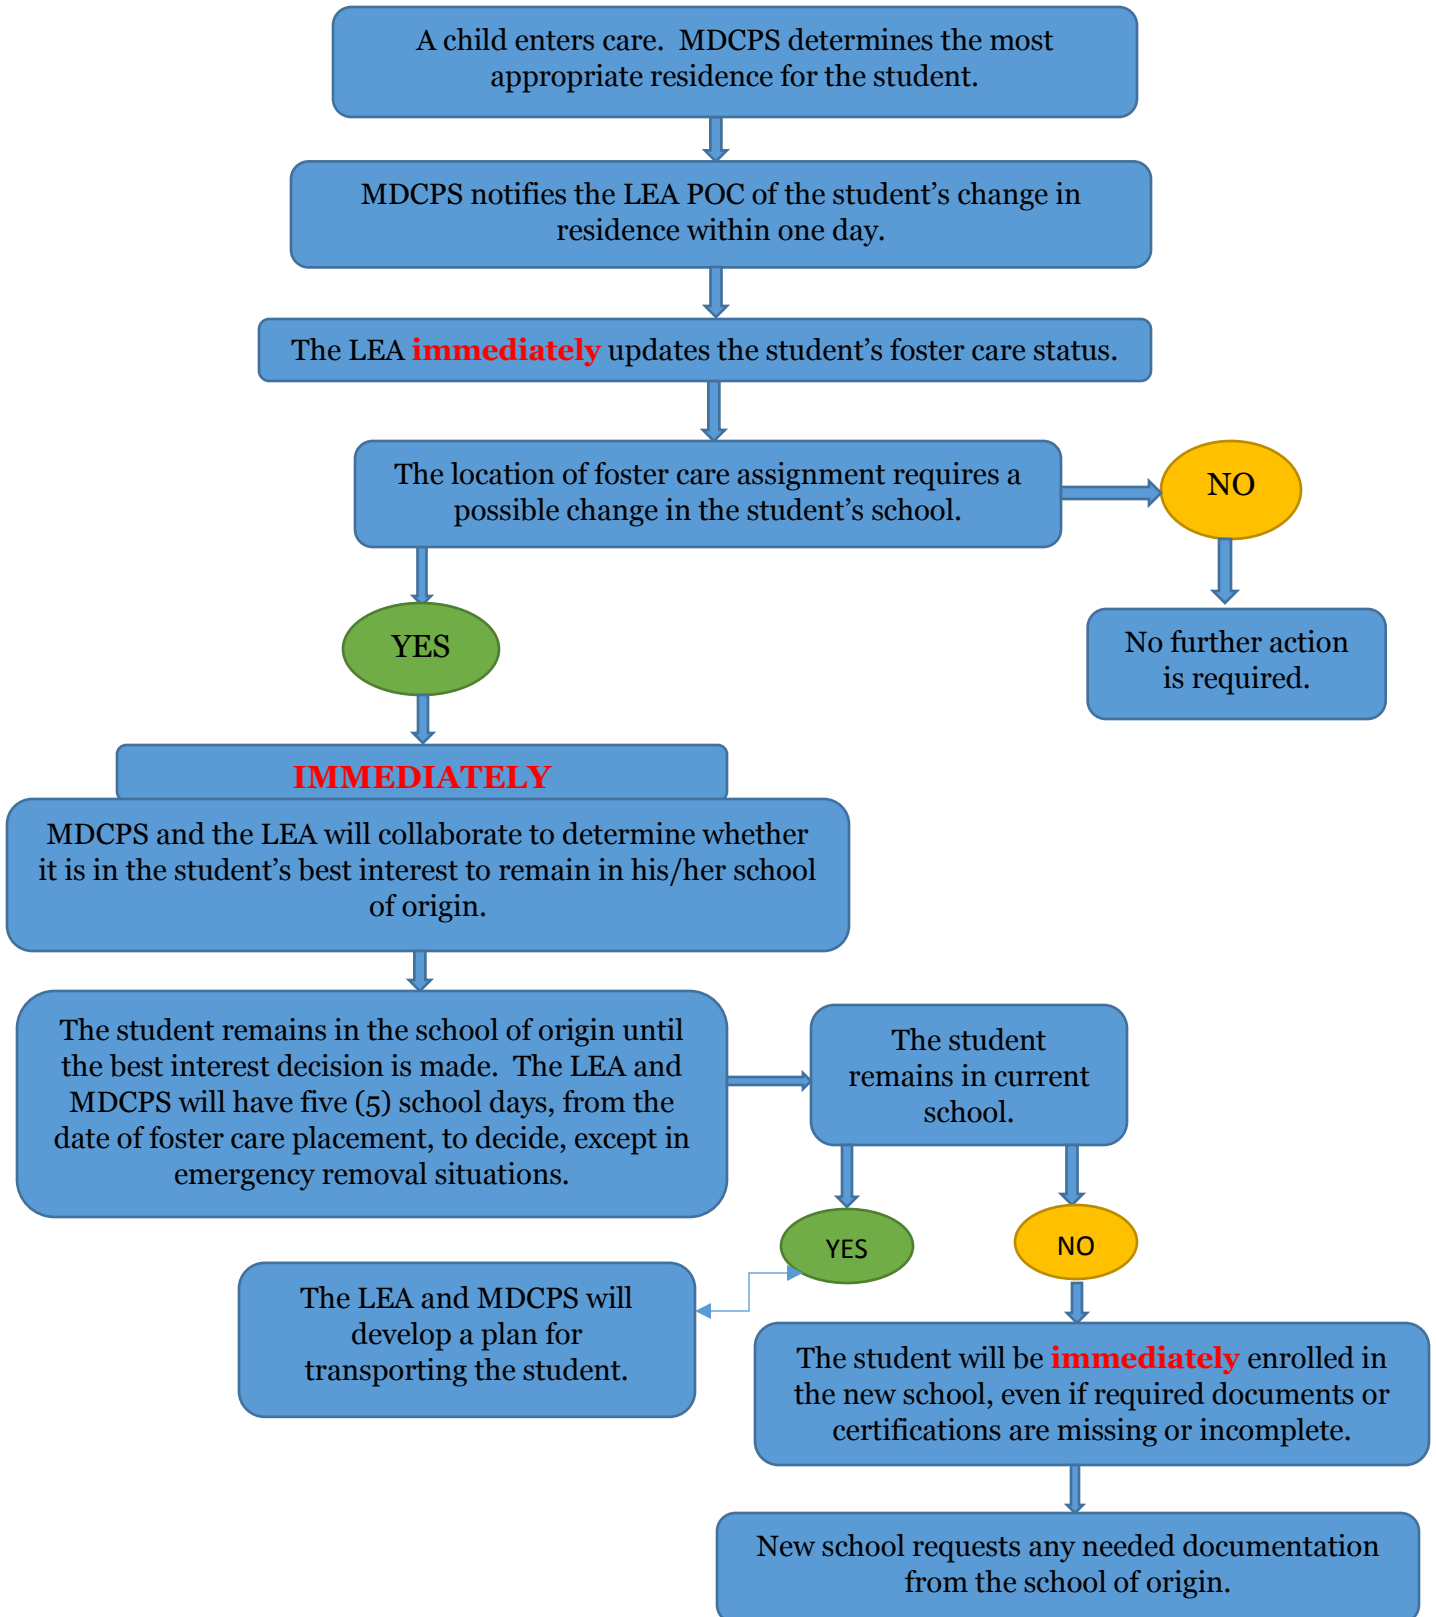 A child enters care.  MDCPS determines the most
appropriate residence for the student.
MDCPS notifies the LEA POC of the student’s change in
residence within one day.
The LEA immediately updates the student’s foster care status.
The location of foster care assignment requires a
possible change in the student’s school.
NO
YES
No further action
is required.
IMMEDIATELY
MDCPS and the LEA will collaborate to determine whether
it is in the student’s best interest to remain in his/her school
of origin.
The student remains in the school of origin until
the best interest decision is made.  The LEA and
MDCPS will have five (5) school days, from the
date of foster care placement, to decide, except in
emergency removal situations.
The student
remains in current
school.
YES
NO
The LEA and MDCPS will
develop a plan for
transporting the student.
The student will be immediately enrolled in
the new school, even if required documents or
certifications are missing or incomplete.
New school requests any needed documentation
from the school of origin.